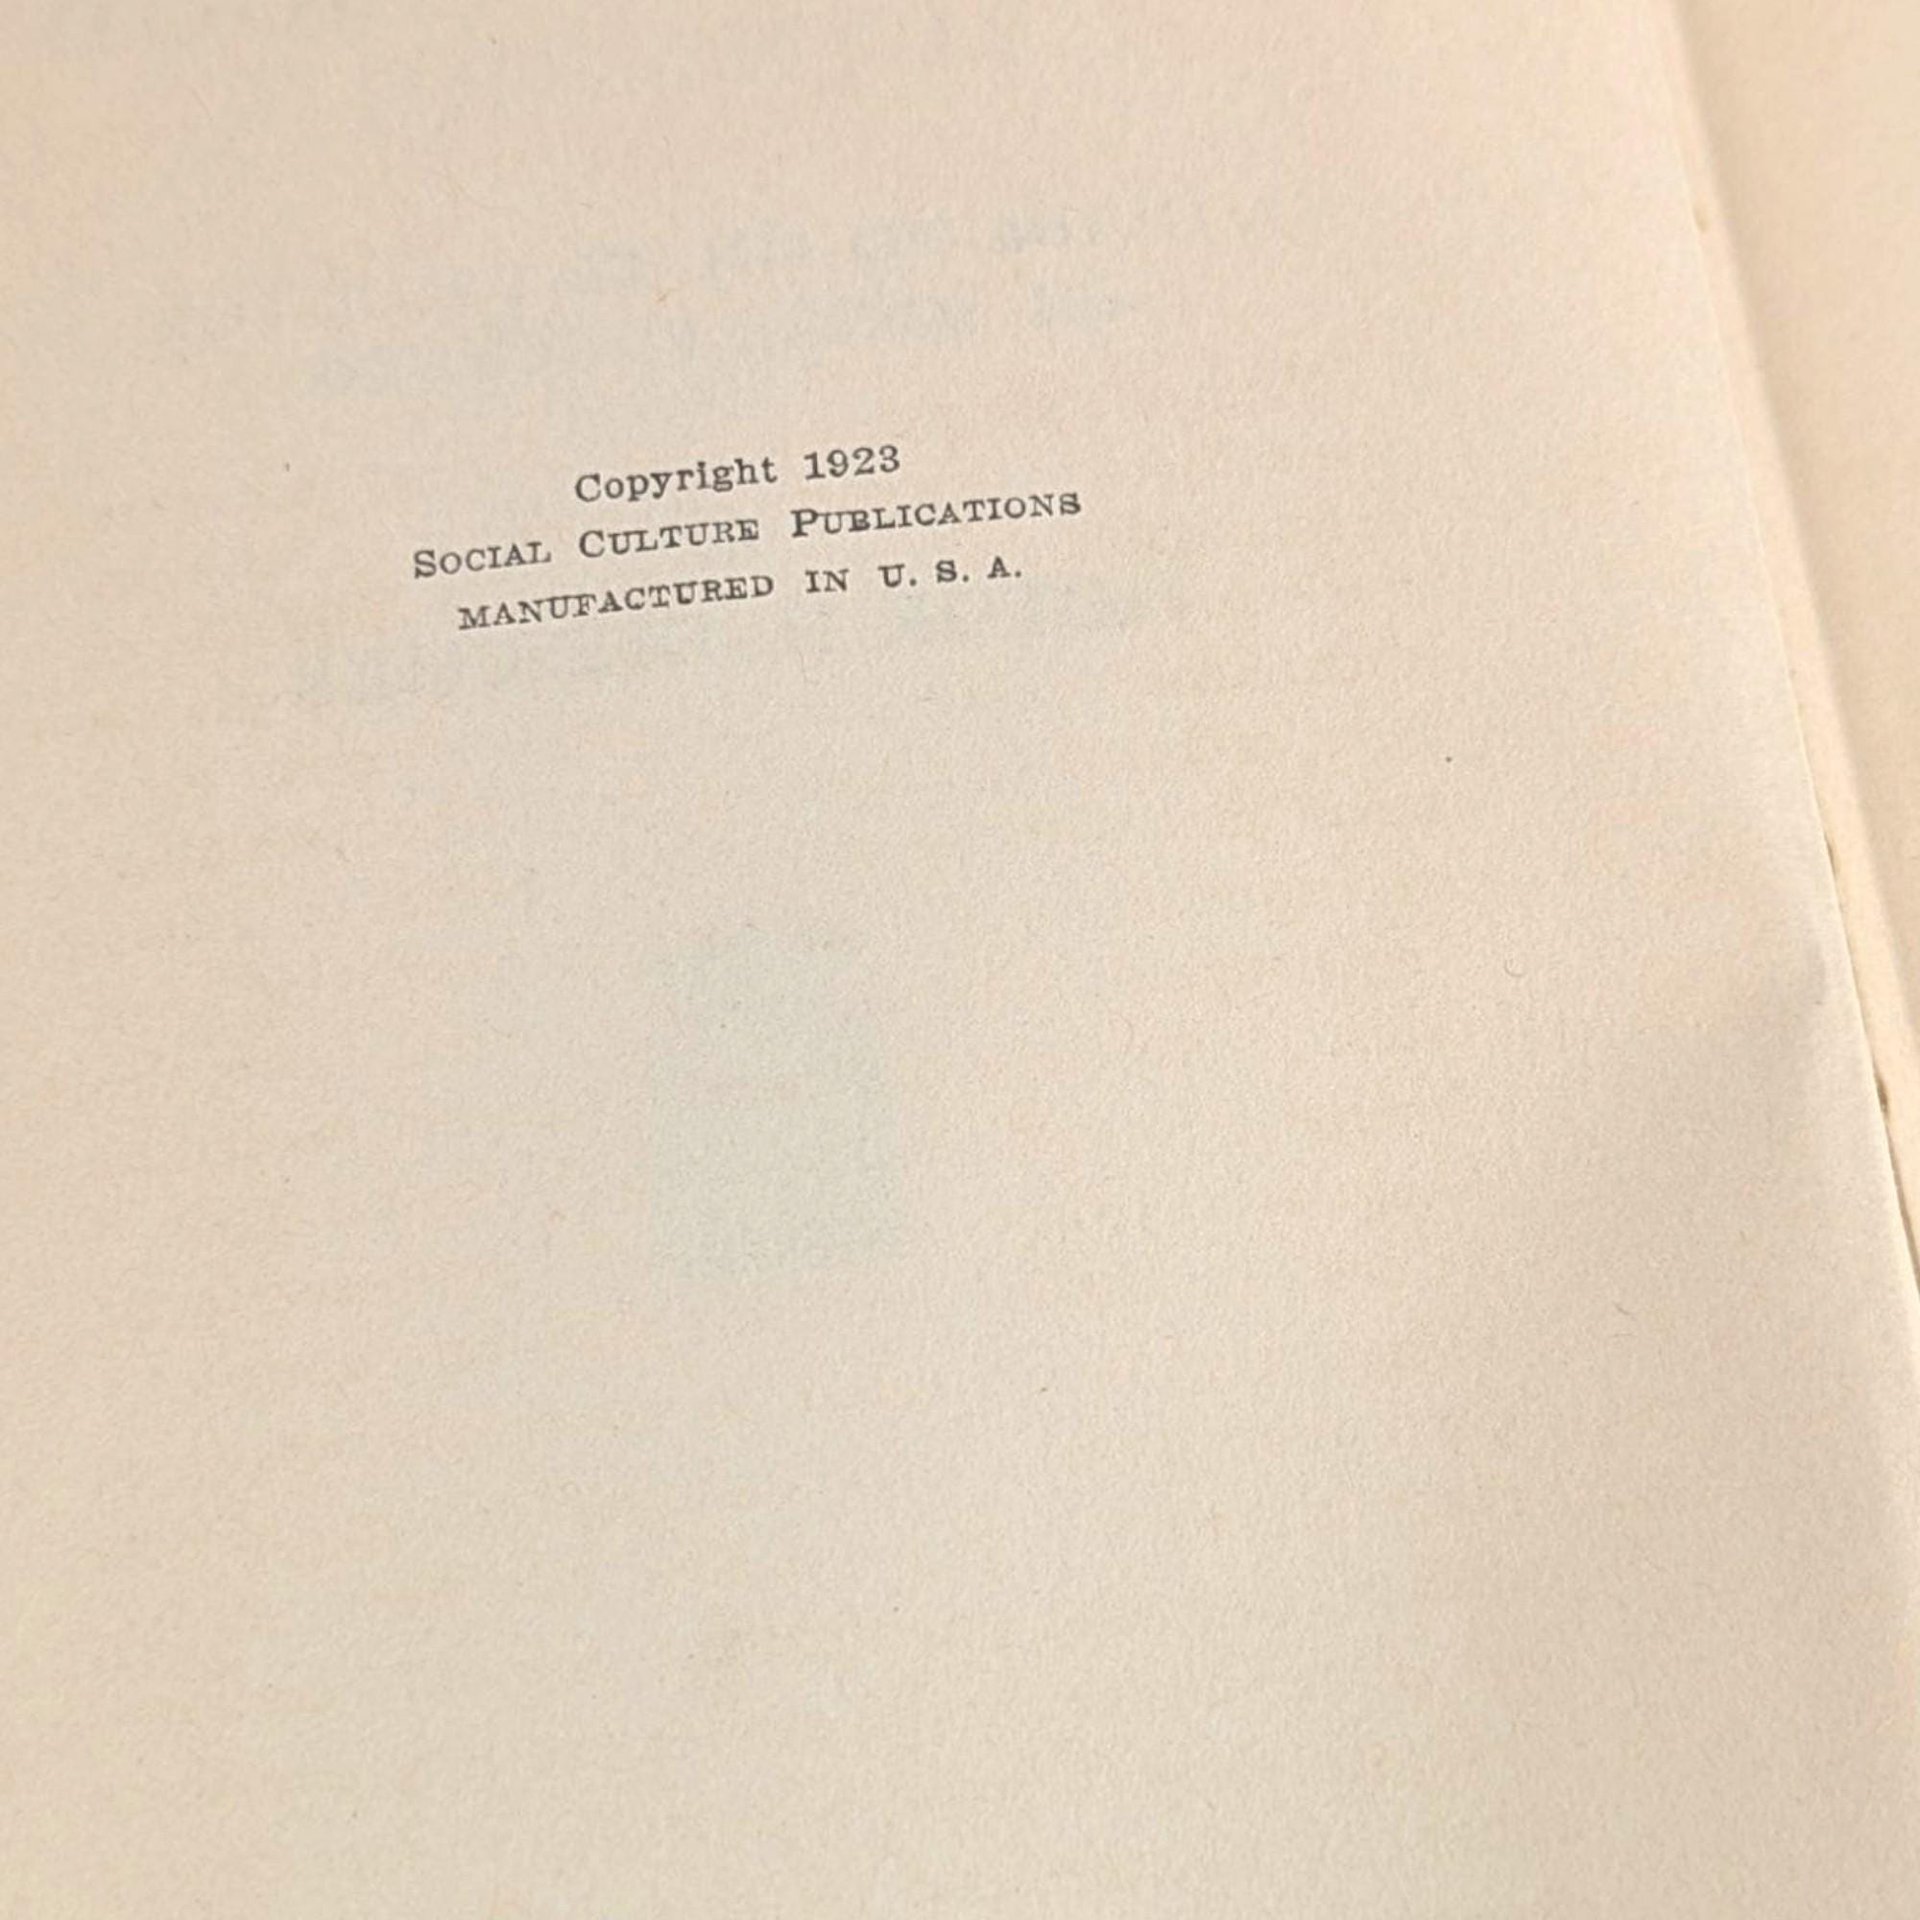 Copyright 1923
SOCIAL CULTURE PUBLICATIONS
MANUFACTURED IN U. S. A.